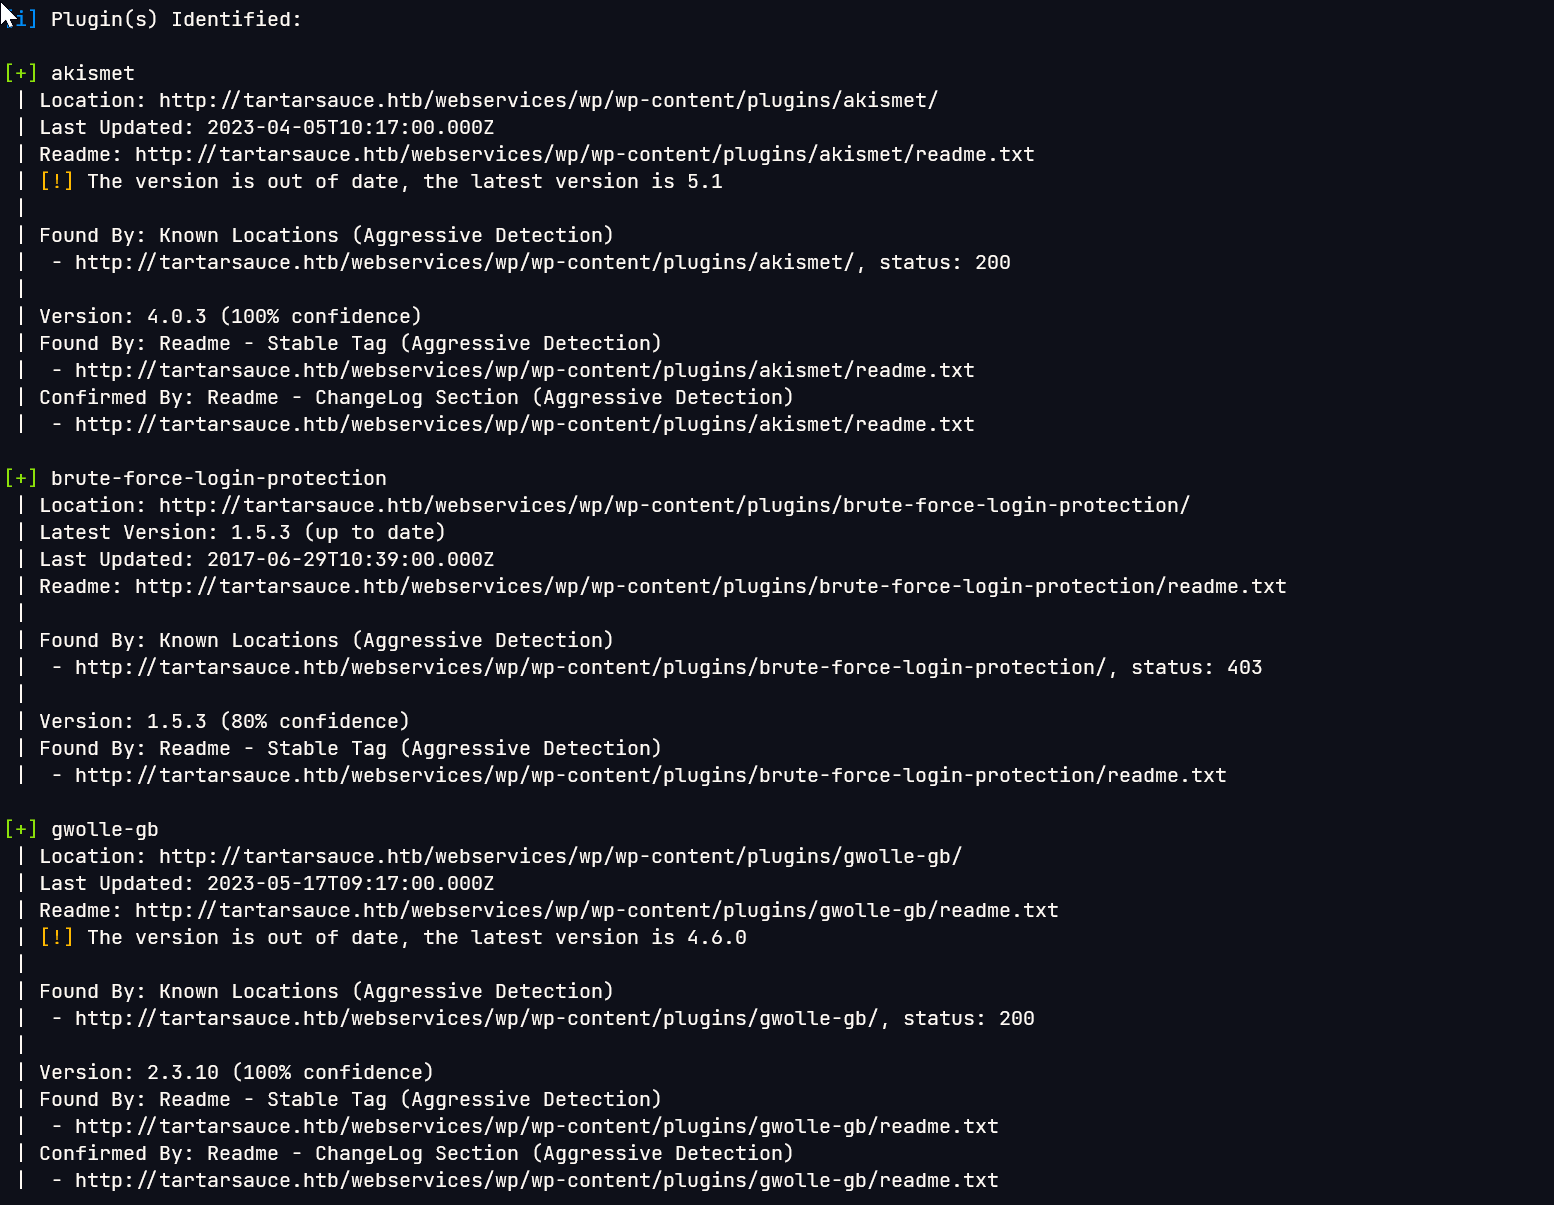 i] Plugin(s) Identified:

[+] akismet
 | Location: http://tartarsauce.htb/webservices/wp/wp-content/plugins/akismet/
 | Last Updated: 2023-04-05T10:17:00.000Z
 | Readme: http://tartarsauce.htb/webservices/wp/wp-content/plugins/akismet/readme.txt
 | [!] The version is out of date, the latest version is 5.1
 |
 | Found By: Known Locations (Aggressive Detection)
 |  - http://tartarsauce.htb/webservices/wp/wp-content/plugins/akismet/, status: 200
 |
 | Version: 4.0.3 (100% confidence)
 | Found By: Readme - Stable Tag (Aggressive Detection)
 |  - http://tartarsauce.htb/webservices/wp/wp-content/plugins/akismet/readme.txt
 | Confirmed By: Readme - ChangeLog Section (Aggressive Detection)
 |  - http://tartarsauce.htb/webservices/wp/wp-content/plugins/akismet/readme.txt

[+] brute-force-login-protection
 | Location: http://tartarsauce.htb/webservices/wp/wp-content/plugins/brute-force-login-protection/
 | Latest Version: 1.5.3 (up to date)
 | Last Updated: 2017-06-29T10:39:00.000Z
 | Readme: http://tartarsauce.htb/webservices/wp/wp-content/plugins/brute-force-login-protection/readme.txt
 |
 | Found By: Known Locations (Aggressive Detection)
 |  - http://tartarsauce.htb/webservices/wp/wp-content/plugins/brute-force-login-protection/, status: 403
 |
 | Version: 1.5.3 (80% confidence)
 | Found By: Readme - Stable Tag (Aggressive Detection)
 |  - http://tartarsauce.htb/webservices/wp/wp-content/plugins/brute-force-login-protection/readme.txt

[+] gwolle-gb
 | Location: http://tartarsauce.htb/webservices/wp/wp-content/plugins/gwolle-gb/
 | Last Updated: 2023-05-17T09:17:00.000Z
 | Readme: http://tartarsauce.htb/webservices/wp/wp-content/plugins/gwolle-gb/readme.txt
 | [!] The version is out of date, the latest version is 4.6.0
 |
 | Found By: Known Locations (Aggressive Detection)
 |  - http://tartarsauce.htb/webservices/wp/wp-content/plugins/gwolle-gb/, status: 200
 |
 | Version: 2.3.10 (100% confidence)
 | Found By: Readme - Stable Tag (Aggressive Detection)
 |  - http://tartarsauce.htb/webservices/wp/wp-content/plugins/gwolle-gb/readme.txt
 | Confirmed By: Readme - ChangeLog Section (Aggressive Detection)
 |  - http://tartarsauce.htb/webservices/wp/wp-content/plugins/gwolle-gb/readme.txt